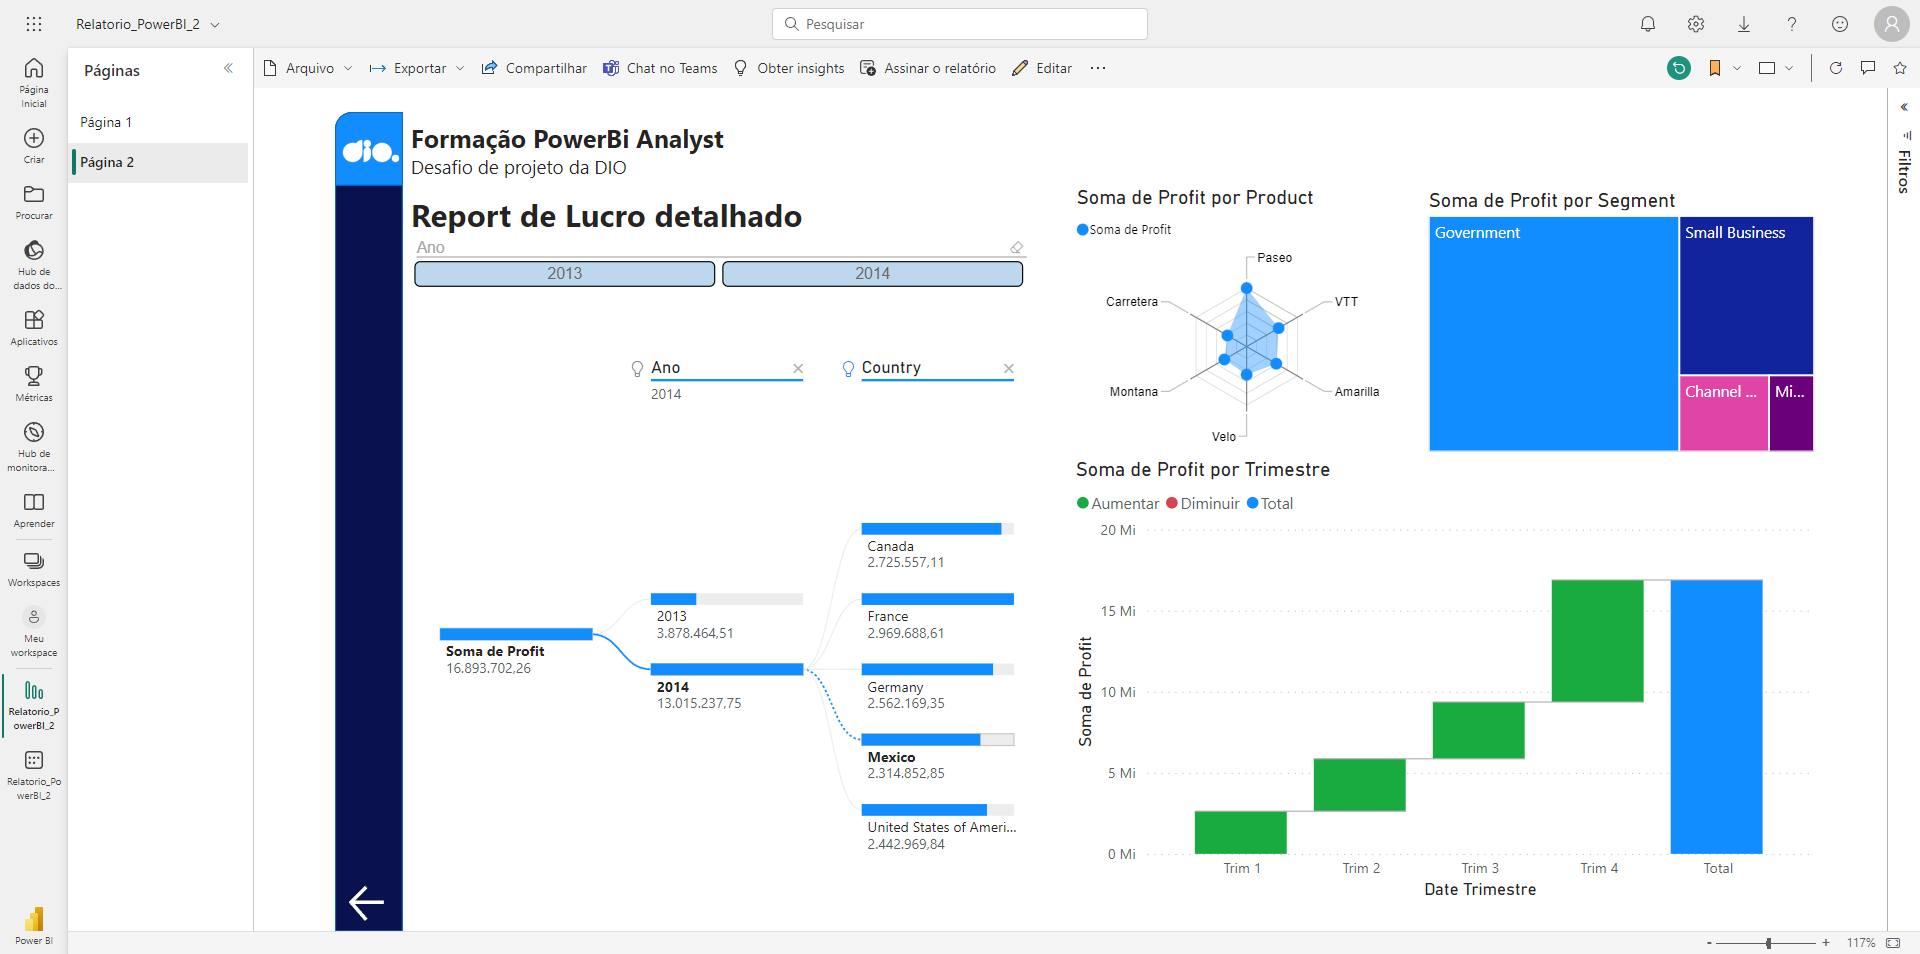 Relatorio_PowerBI_2
Pesquisar
Página Inicial
Criar
Procurar
Hub de dados do...
Aplicativos
Métricas
Hub de monitora...
Aprender
Workspaces
Meu workspace
Relatorio_PowerBI_2
Relatorio_PowerBI_2
Power BI
Páginas
Página 1
Página 2
Arquivo
Exportar
Compartilhar
Chat no Teams
Obter insights
Assinar o relatório
Editar
Filtros
dio.
Formação PowerBi Analyst
Desafio de projeto da DIO
Report de Lucro detalhado
Ano
2013
2014
Ano
2014
Country
Soma de Profit
16.893.702,26
2013
3.878.464,51
2014
13.015.237,75
Canada
2.725.557,11
France
2.969.688,61
Germany
2.562.169,35
Mexico
2.314.852,85
United States of Ameri...
2.442.969,84
Soma de Profit por Product
Soma de Profit
Paseo
VTT
Amarilla
Velo
Montana
Carretera
Soma de Profit por Segment
Government
Small Business
Channel ...
Mi...
Soma de Profit por Trimestre
Aumentar
Diminuir
Total
Soma de Profit
20 Mi
15 Mi
10 Mi
5 Mi
0 Mi
Trim 1
Trim 2
Trim 3
Trim 4
Total
Date Trimestre
- + 117%